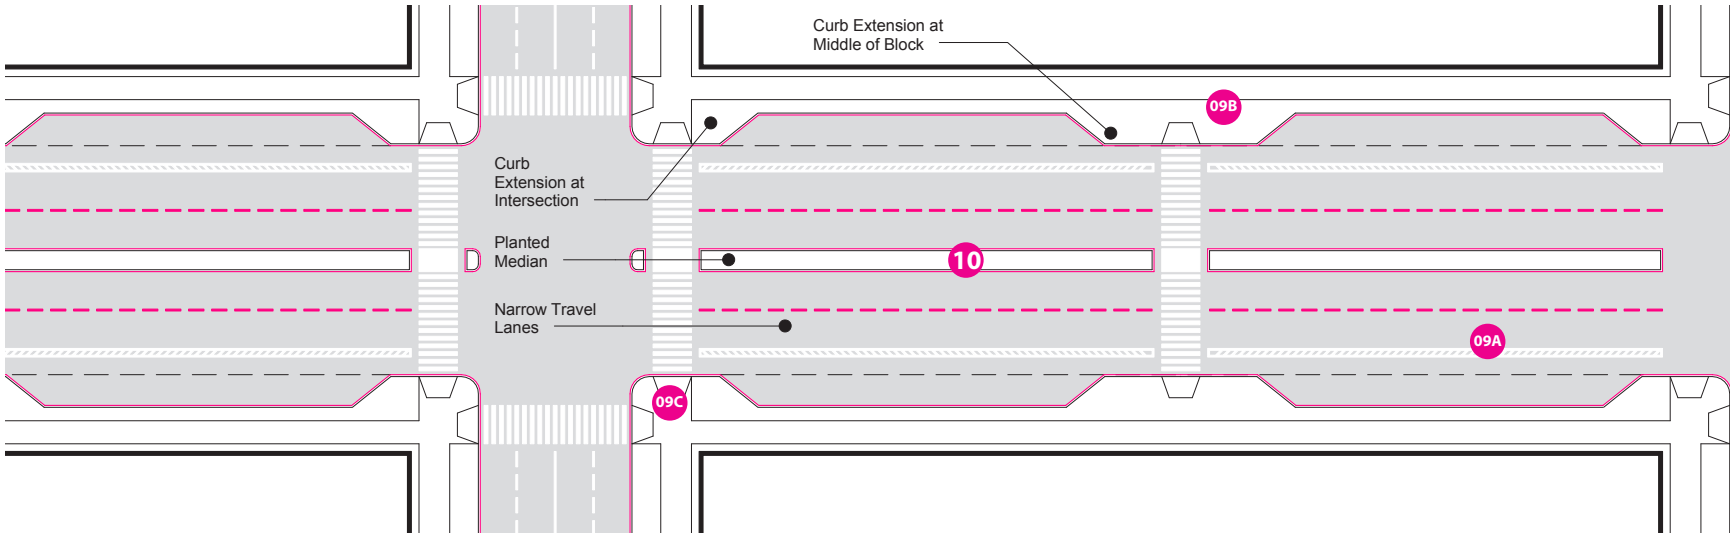 Curb Extension at
Middle of Block
09B
Curb
Extension at
Intersection
Planted
Median
10
Narrow Travel
Lanes
09A
09C